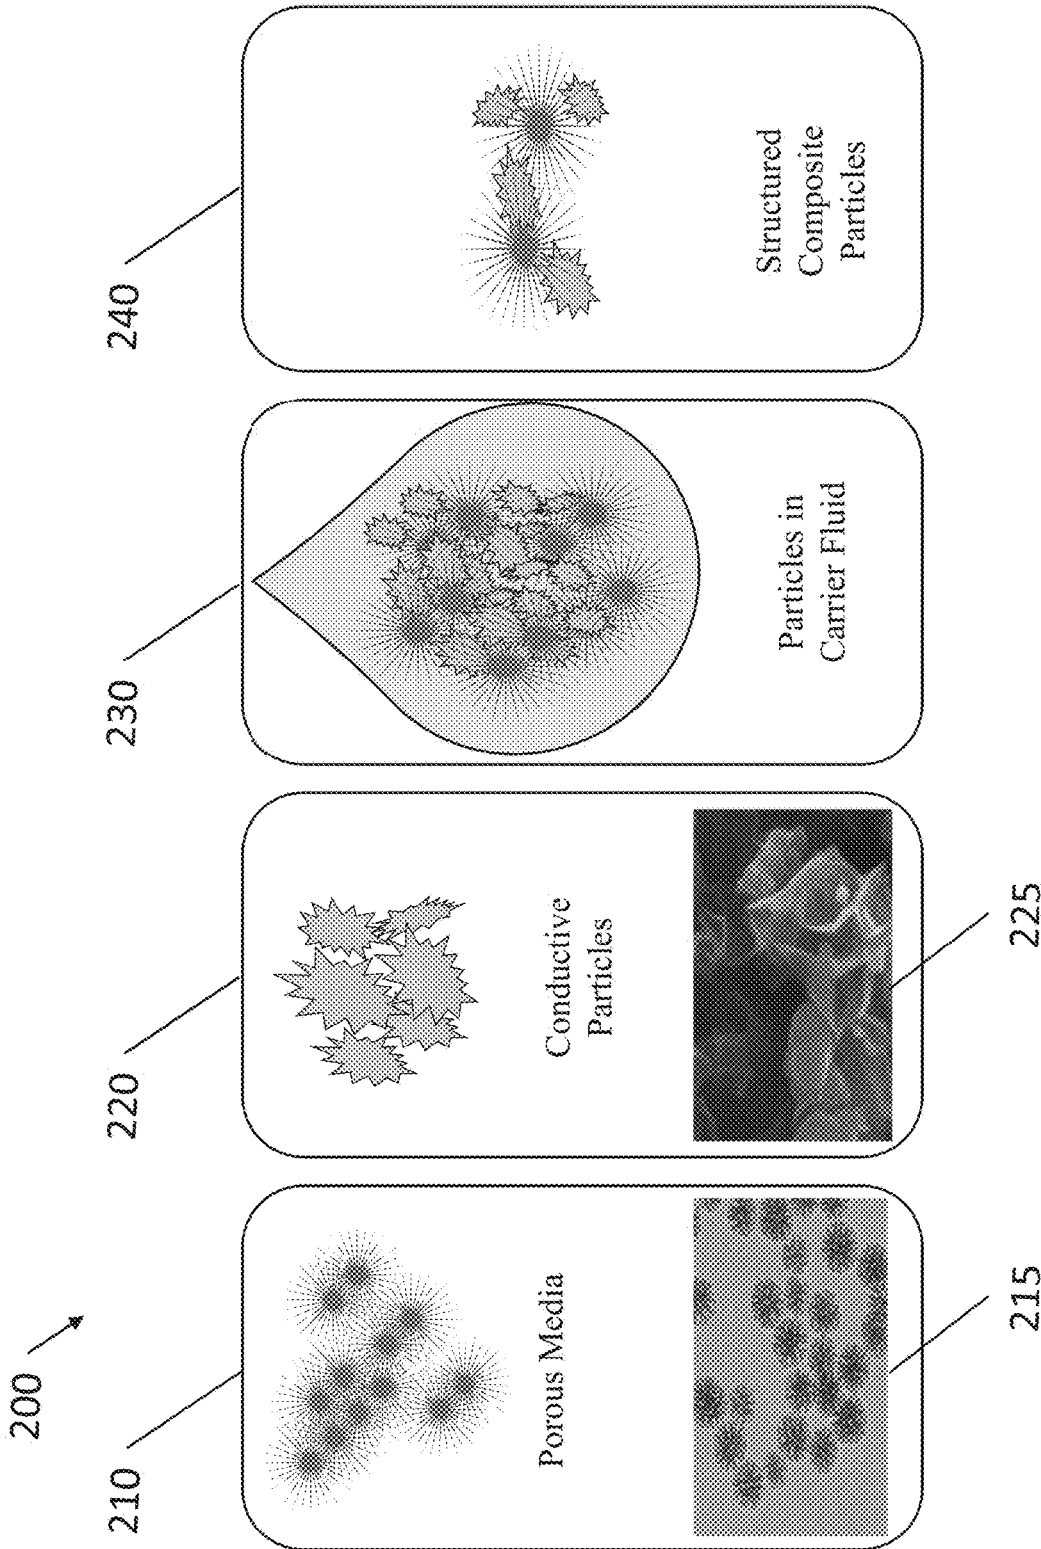 200
210
Porous Media
215
220
Conductive
Particles
225
230
Particles in
Carrier Fluid
240
Structured
Composite
Particles